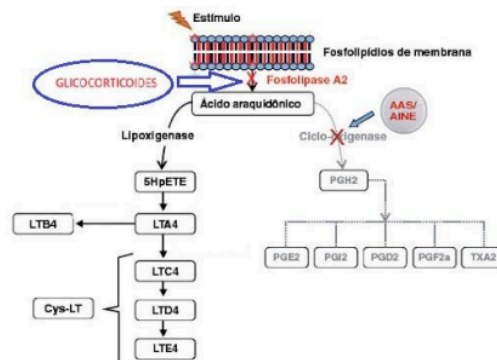 Estímulo
Fosfolipídios de membrana
GLICOCORTICOIDES
Fosfolipase A2
Ácido araquidônico
AAS/
AINE
Lipoxigenase
Ciclo-oxigenase
5HpETE
PGH2
LTB4
LTA4
PGE2
PGI2
PGD2
PGF2a
TXA2
LTC4
Cys-LT
LTD4
LTE4